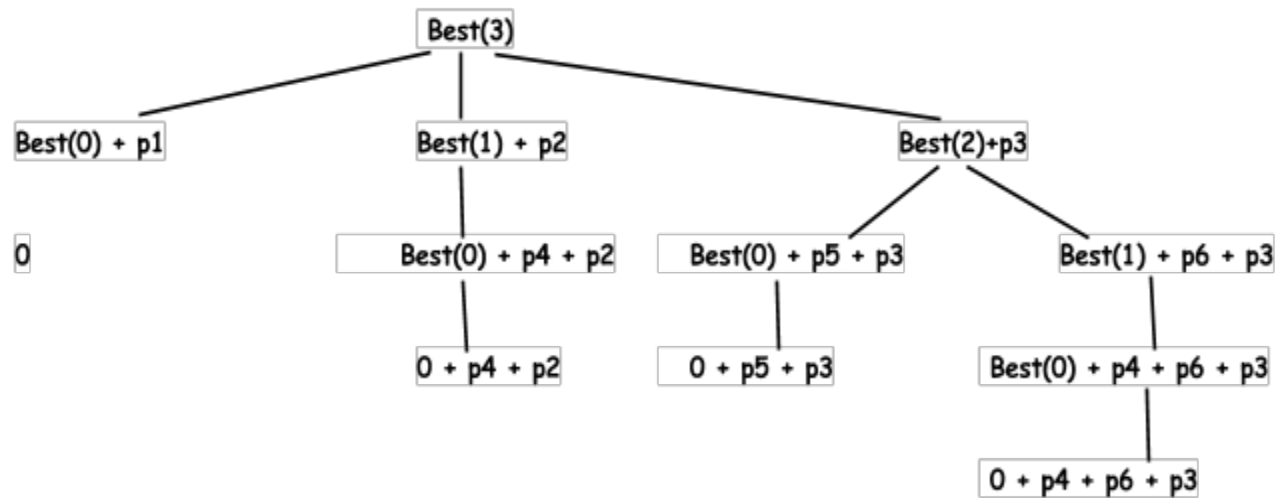 Best(3)
Best(0) + p1
Best(1) + p2
Best(2)+p3
0
Best(0) + p4 + p2
Best(0) + p5 + p3
Best(1) + p6 + p3
0 + p4 + p2
0 + p5 + p3
Best(0) + p4 + p6 + p3
0 + p4 + p6 + p3